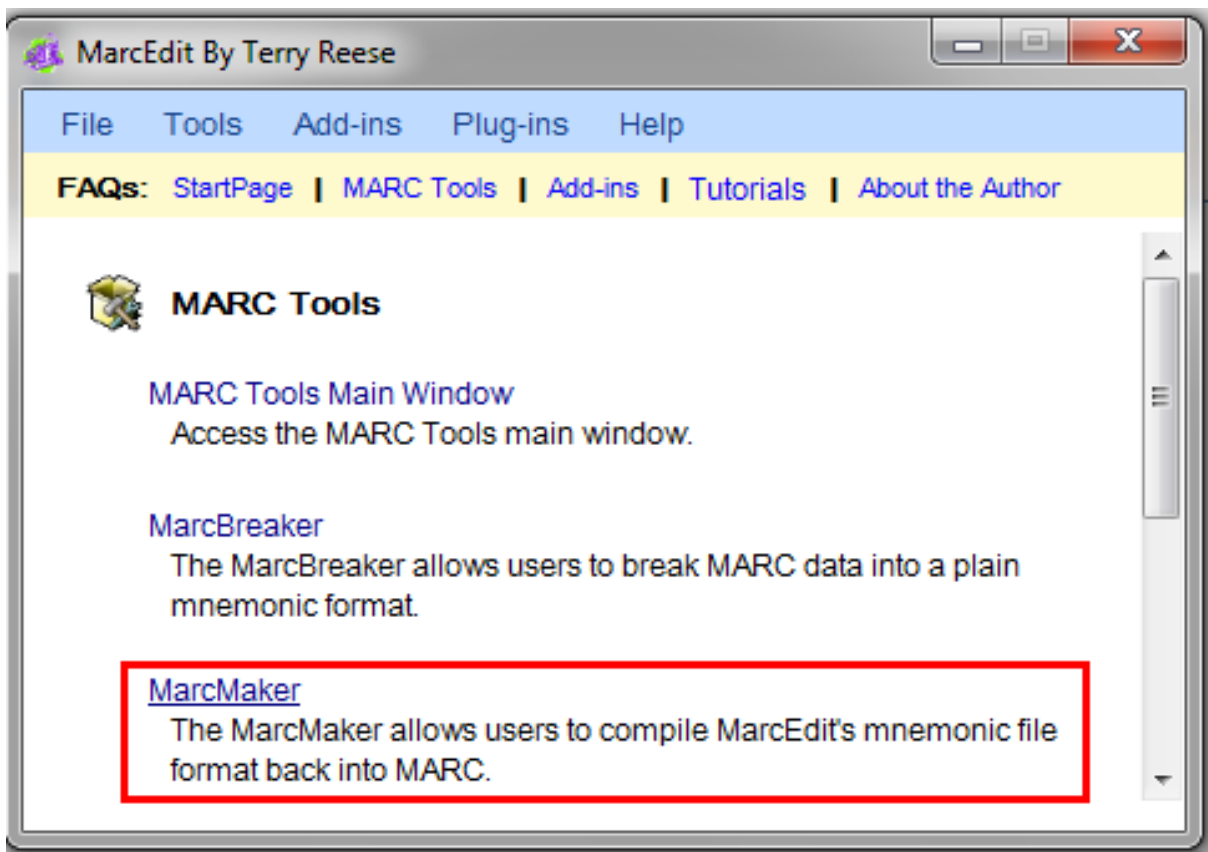 MarcEdit By Terry Reese
File Tools Add-ins Plug-ins Help
FAQs: StartPage | MARC Tools | Add-ins | Tutorials | About the Author
MARC Tools
MARC Tools Main Window
Access the MARC Tools main window.
MarcBreaker
The MarcBreaker allows users to break MARC data into a plain
mnemonic format.
MarcMaker
The MarcMaker allows users to compile MarcEdit's mnemonic file
format back into MARC.